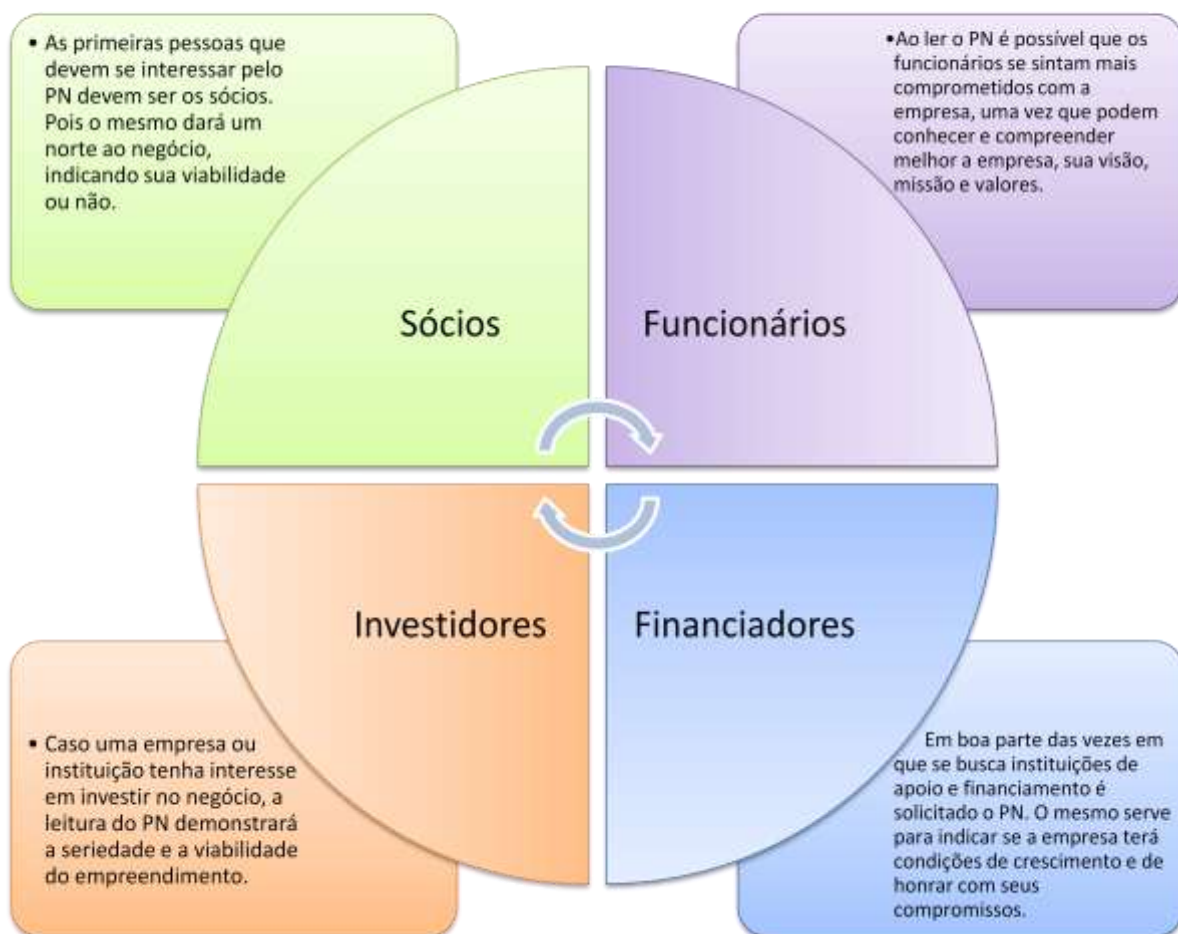 • As primeiras pessoas que
devem se interessar pelo
PN devem ser os sócios.
Pois o mesmo dará um
norte ao negócio,
indicando sua viabilidade
ou não.
•Ao ler o PN é possível que os
funcionários se sintam mais
comprometidos com a
empresa, uma vez que podem
conhecer e compreender
melhor a empresa, sua visão,
missão e valores.
Sócios
Funcionários
Investidores
Financiadores
• Caso uma empresa ou
instituição tenha interesse
em investir no negócio, a
leitura do PN demonstrará
a seriedade e a viabilidade
do empreendimento.
Em boa parte das vezes em
que se busca instituições de
apoio e financiamento é
solicitado o PN. O mesmo serve
para indicar se a empresa terá
condições de crescimento e de
honrar com seus
compromissos.